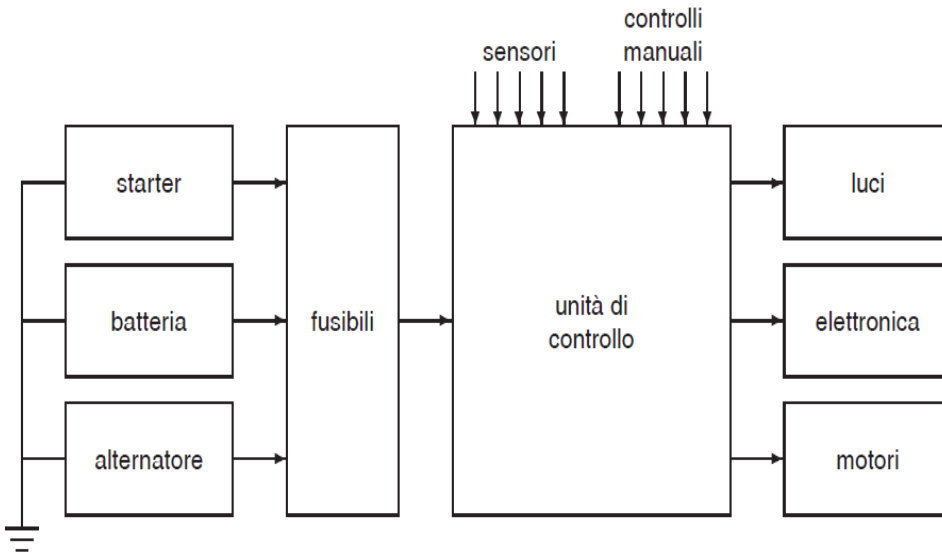 controlli
sensori manuali
starter
luci
batteria
fusibili
unità di
controllo
elettronica
alternatore
motori